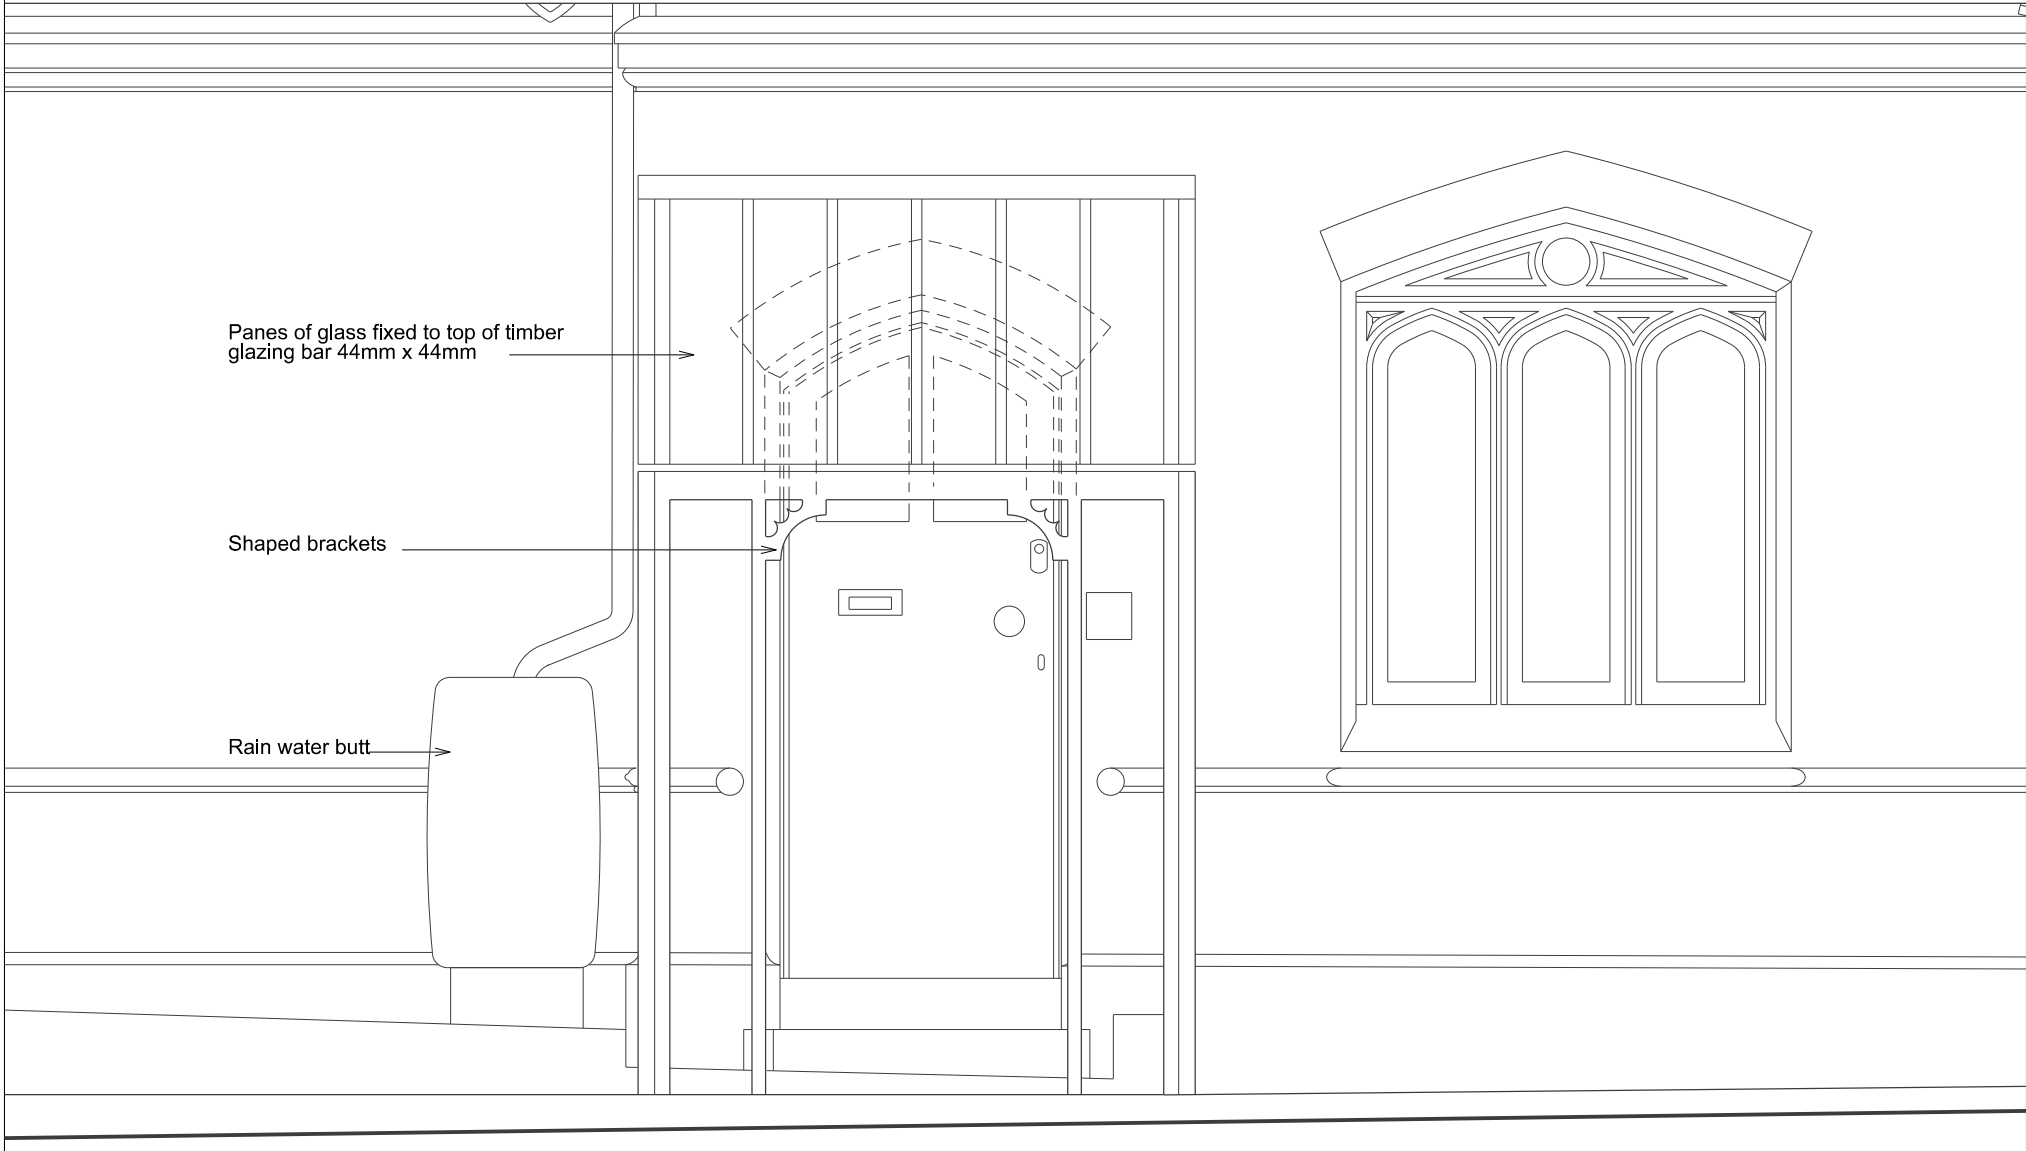 Panes of glass fixed to top of timber
glazing bar 44mm x 44mm
Shaped brackets
Rain water butt